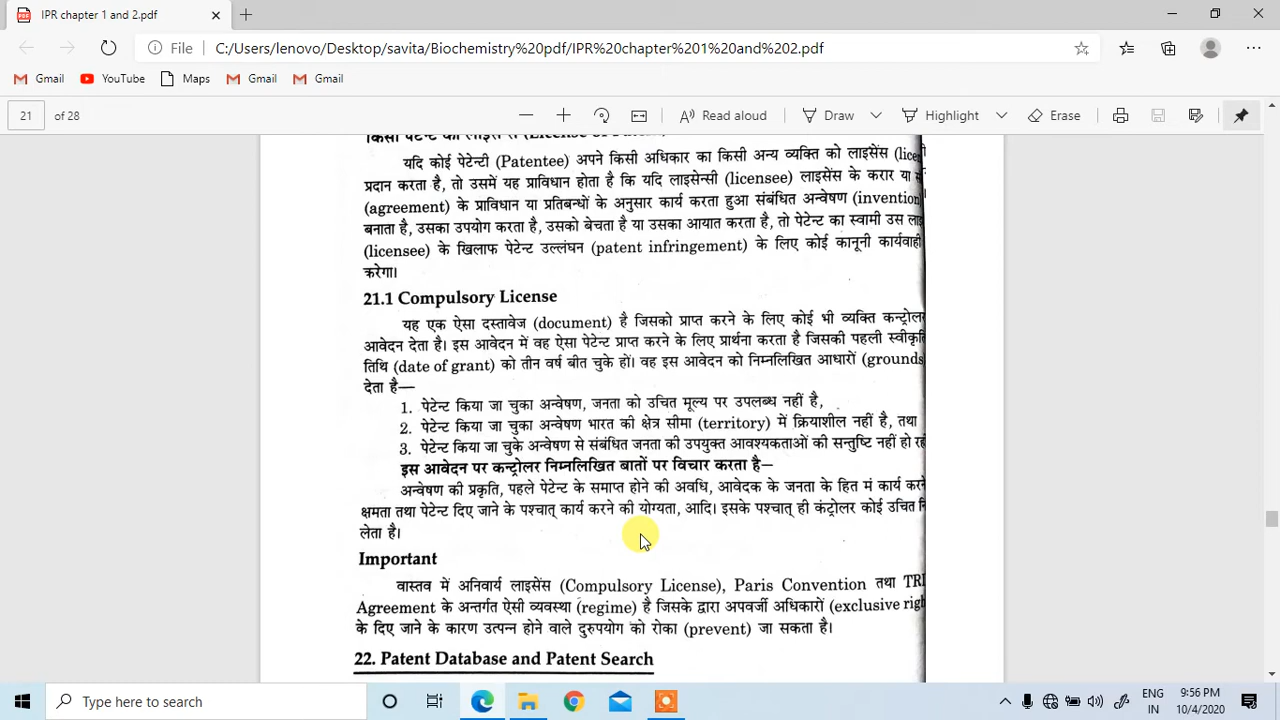 IPR chapter 1 and 2.pdf
File C:/Users/lenovo/Desktop/savita/Biochemistry%20pdf/IPR%20chapter%201%20and%202.pdf
Gmail YouTube Maps Gmail Gmail
21 of 28 Read aloud Draw Highlight Erase
यदि कोई पेटेन्टी (Patentee) अपने किसी अधिकार का किसी अन्य व्यक्ति को लाइसेंस
प्रदान करता है, तो उसमें यह प्राविधान होता है कि यदि लाइसेन्सी (licensee) लाइसेंस के करार या
(agreement) के प्राविधान या प्रतिबन्धों के अनुसार कार्य करता हुआ संबंधित अन्वेषण (invention
बनाता है, उसका उपयोग करता है, उसको बेचता है या उसका आयात करता है, तो पेटेन्ट का स्वामी उस
(licensee) के खिलाफ पेटेन्ट उल्लंघन (patent infringement) के लिए कोई कानूनी कार्यवाही
करेगा।
21.1 Compulsory License
यह एक ऐसा दस्तावेज (document) है जिसको प्राप्त करने के लिए कोई भी व्यक्ति कन्ट्रोलर
आवेदन देता है। इस आवेदन में वह ऐसा पेटेन्ट प्राप्त करने के लिए प्रार्थना करता है जिसकी पहली
तिथि (date of grant) को तीन वर्ष बीत चुके हों। वह इस आवेदन को निम्नलिखित आधारों (grounds
देता है—
1. पेटेन्ट किया जा चुका अन्वेषण, जनता को उचित मूल्य पर उपलब्ध नहीं है,
2. पेटेन्ट किया जा चुका अन्वेषण भारत की क्षेत्र सीमा (territory) में क्रियाशील नहीं है, तथा
3. पेटेन्ट किया जा चुके अन्वेषण से संबंधित जनता की उपयुक्त आवश्यकताओं की सन्तुष्टि नहीं हो
इस आवेदन पर कन्ट्रोलर निम्नलिखित बातों पर विचार करता है—
अन्वेषण की प्रकृति, पहले पेटेन्ट के समाप्त होने की अवधि, आवेदक के जनता के हित मं कार्य करने
क्षमता तथा पेटेन्ट दिए जाने के पश्चात् कार्य करने की योग्यता, आदि। इसके पश्चात् ही कंट्रोलर कोई उचित
लेता है।
Important
वास्तव में अनिवार्य लाइसेंस (Compulsory License), Paris Convention तथा
Agreement के अन्तर्गत ऐसी व्यवस्था (regime) है जिसके द्वारा अपवर्जी अधिकारों (exclusive
के दिए जाने के कारण उत्पन्न होने वाले दुरुपयोग को रोका (prevent) जा सकता है।
22. Patent Database and Patent Search
Type here to search
ENG 9:56 PM
IN 10/4/2020